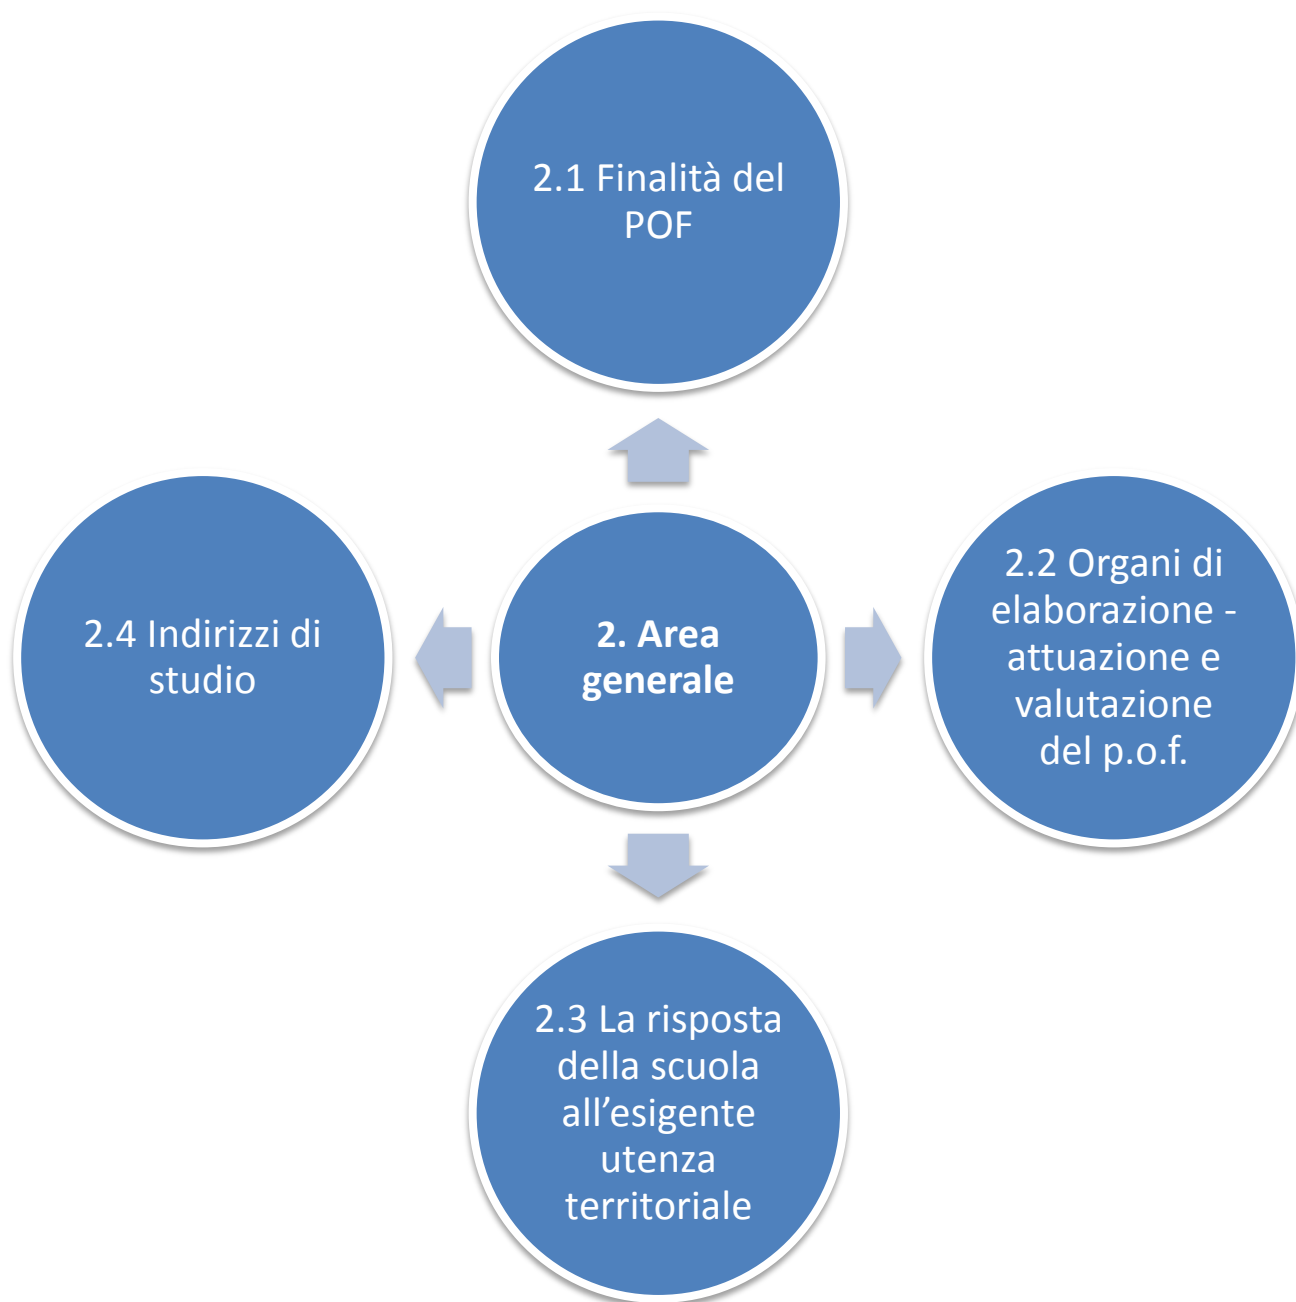 2.1 Finalità del
POF
2.4 Indirizzi di
studio
2. Area
generale
2.2 Organi di
elaborazione -
attuazione e
valutazione
del p.o.f.
2.3 La risposta
della scuola
all’esigente
utenza
territoriale